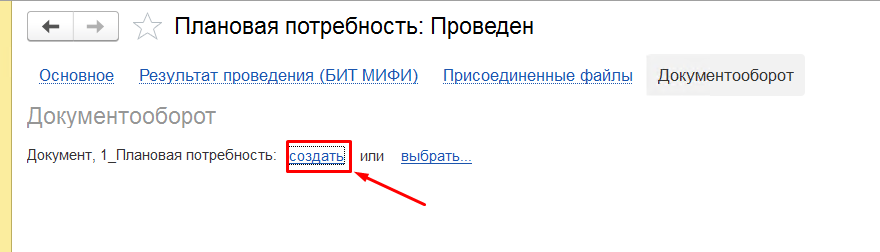 Плановая потребность: Проведен
Основное Результат проведения (БИТ МИФИ) Присоединенные файлы Документооборот
Документооборот
Документ, 1_Плановая потребность: создать или выбрать...